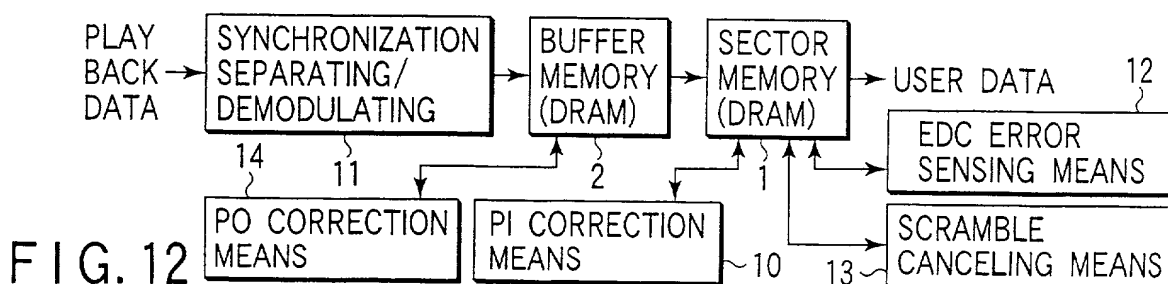 PLAY
BACK
DATA
SYNCHRONIZATION
SEPARATING/
DEMODULATING
11
BUFFER
MEMORY
(DRAM)
2
SECTOR
MEMORY
(DRAM)
1
USER DATA
12
EDC ERROR
SENSING MEANS
14
PO CORRECTION
MEANS
PI CORRECTION
MEANS
10
SCRAMBLE
CANCELING MEANS
13
FIG. 12